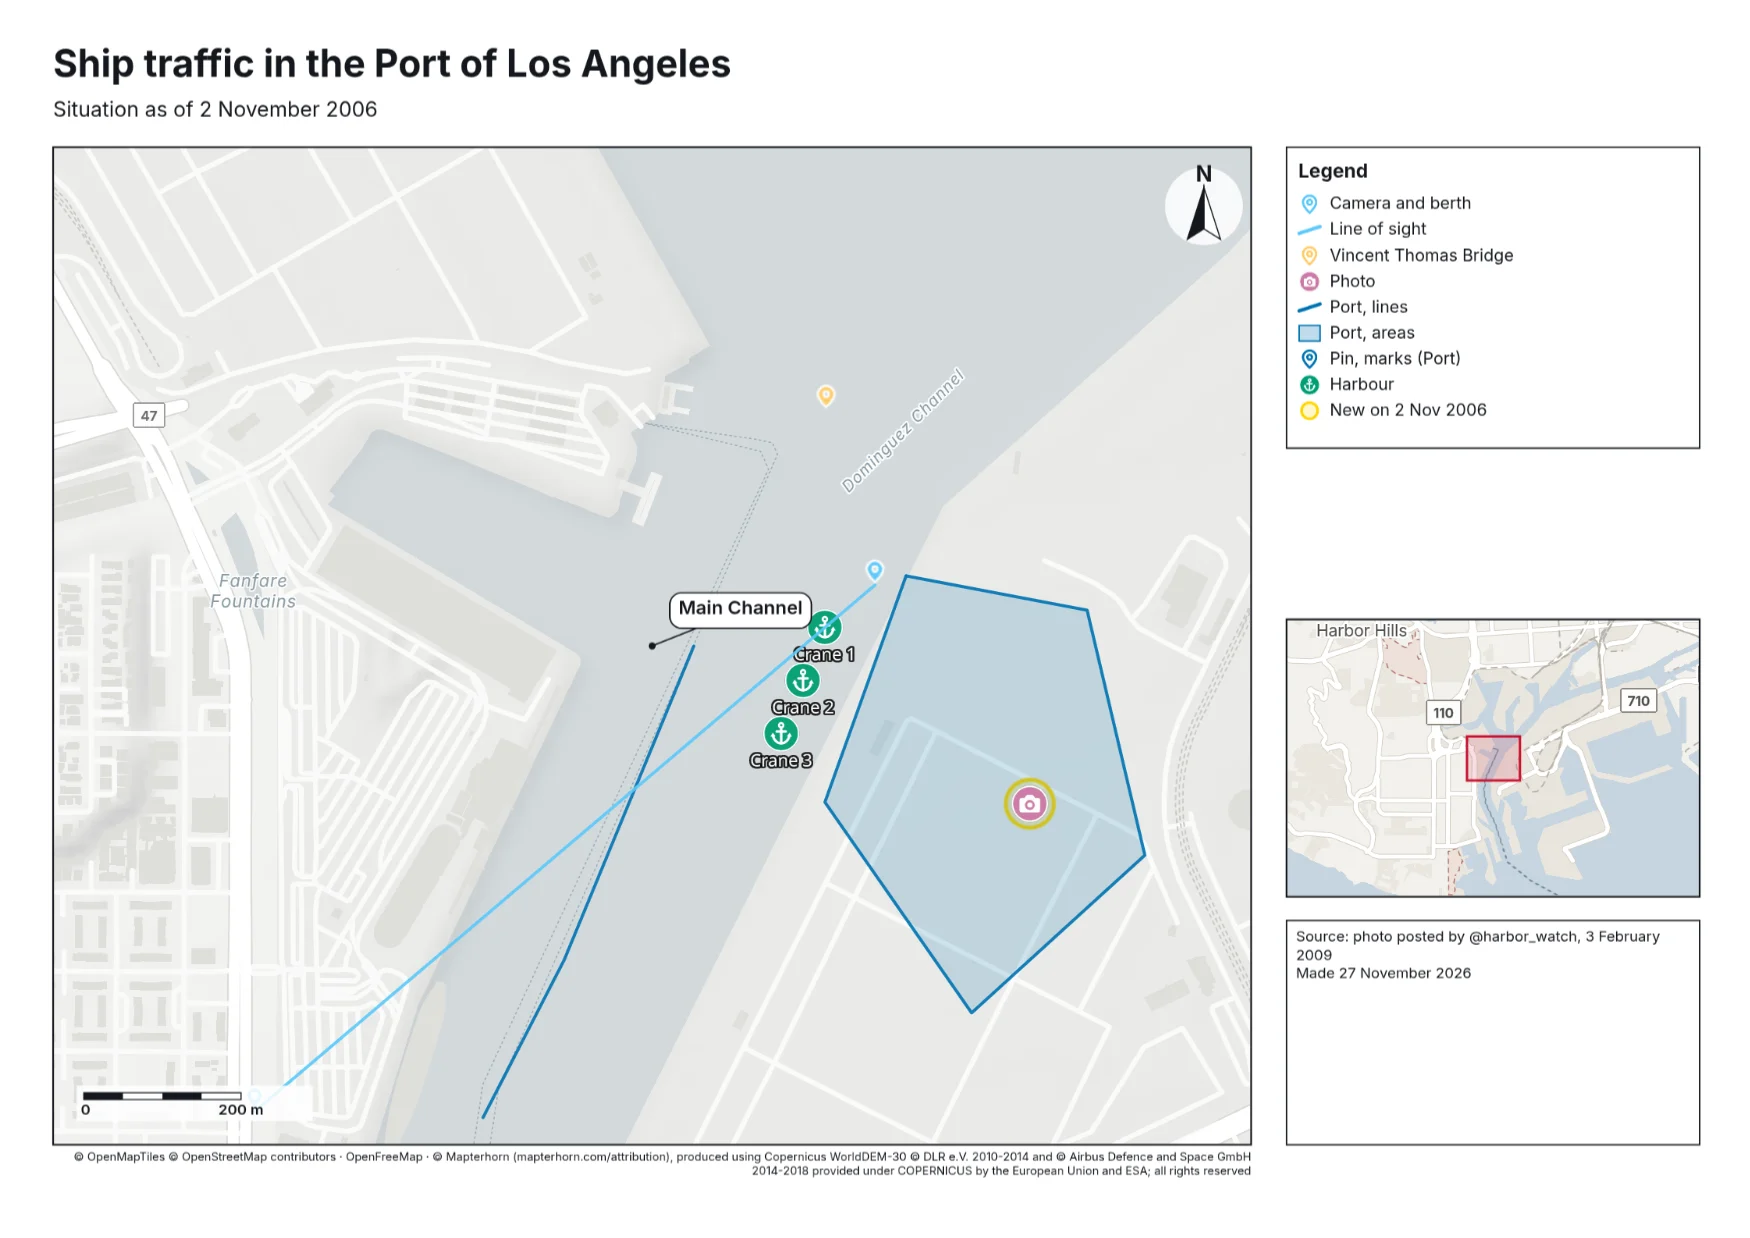 Ship traffic in the Port of Los Angeles
Situation as of 2 November 2006
N
47
Dominguez Channel
Fanfare
Fountains
Main Channel
Crane 1
Crane 2
Crane 3
0
200 m
Legend
Camera and berth
Line of sight
Vincent Thomas Bridge
Photo
Port, lines
Port, areas
Pin, marks (Port)
Harbour
New on 2 Nov 2006
Harbor Hills
110
710
Source: photo posted by @harbor_watch, 3 February
2009
Made 27 November 2026
© OpenMapTiles © OpenStreetMap contributors · OpenFreeMap · © Mapterhorn (mapterhorn.com/attribution), produced using Copernicus WorldDEM-30 © DLR e.V. 2010-2014 and © Airbus Defence and Space GmbH
2014-2018 provided under COPERNICUS by the European Union and ESA; all rights reserved